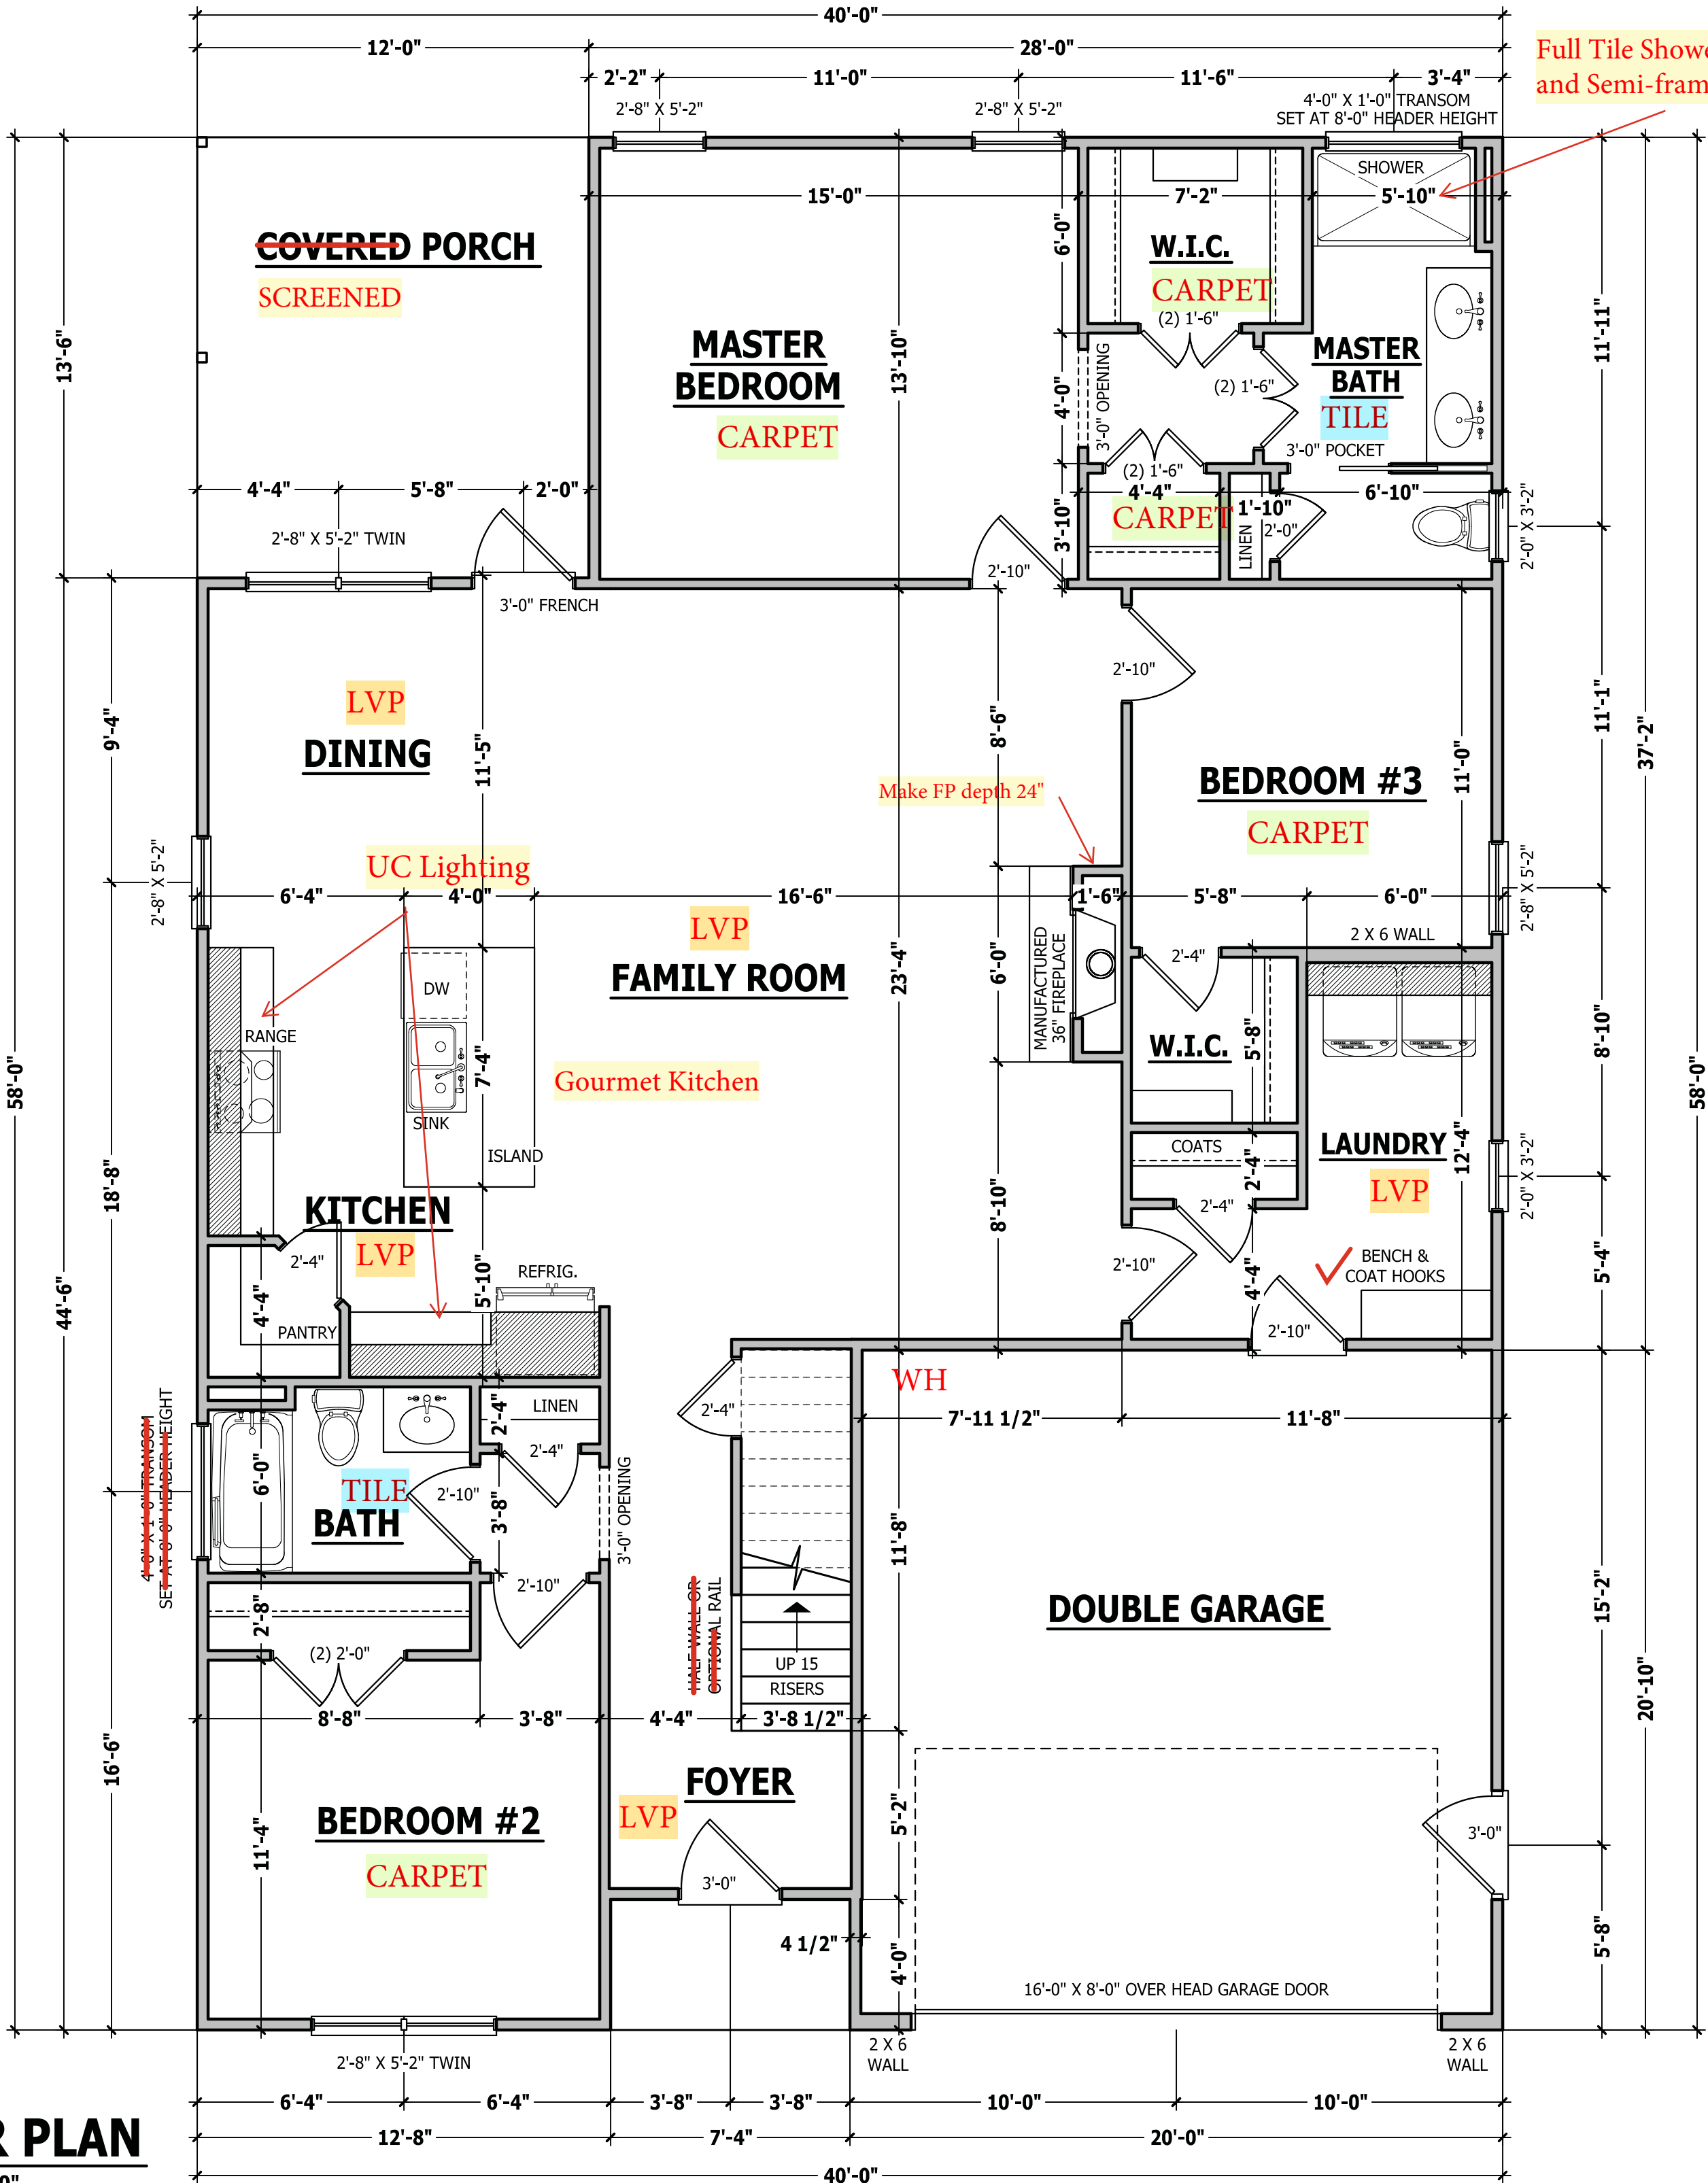 40'-0"
12'-0"
28'-0"
2'-2"
11'-0"
11'-6"
3'-4"
Full Tile Showe
and Semi-fram
2'-8" X 5'-2"
2'-8" X 5'-2"
4'-0" X 1'-0" TRANSOM
SET AT 8'-0" HEADER HEIGHT
SHOWER
15'-0"
7'-2"
5'-10"
COVERED PORCH
SCREENED
6'-0"
W.I.C.
CARPET
(2) 1'-6"
MASTER
BEDROOM
CARPET
13'-10"
4'-0"
3'-0" OPENING
(2) 1'-6"
MASTER
BATH
TILE
3'-0" POCKET
13'-6"
11'-11"
4'-4"
5'-8"
2'-0"
(2) 1'-6"
4'-4"
CARPET
1'-10"
6'-10"
3'-10"
LINEN
2'-0"
2'-0" X 3'-2"
2'-8" X 5'-2" TWIN
3'-0" FRENCH
2'-10"
2'-10"
LVP
DINING
9'-4"
11'-5"
8'-6"
11'-1"
37'-2"
11'-0"
BEDROOM #3
CARPET
Make FP depth 24"
UC Lighting
2'-8" X 5'-2"
6'-4"
4'-0"
16'-6"
1'-6"
5'-8"
6'-0"
2'-8" X 5'-2"
LVP
FAMILY ROOM
23'-4"
6'-0"
MANUFACTURED
36" FIREPLACE
2 X 6 WALL
2'-4"
DW
RANGE
7'-4"
SINK
ISLAND
Gourmet Kitchen
W.I.C.
5'-8"
8'-10"
58'-0"
58'-0"
COATS
2'-4"
2'-4"
LAUNDRY
12'-4"
LVP
2'-0" X 3'-2"
18'-8"
44'-6"
KITCHEN
LVP
2'-4"
5'-10"
REFRIG.
8'-10"
2'-10"
4'-4"
BENCH &
COAT HOOKS
5'-4"
4'-4"
PANTRY
2'-10"
WH
2'-4"
7'-11 1/2"
11'-8"
4'-0" X 1'-0" TRANSOM
SET AT 8'-0" HEADER HEIGHT
LINEN
2'-4"
2'-4"
6'-0"
TILE
BATH
2'-10"
3'-8"
3'-0" OPENING
11'-8"
15'-2"
2'-8"
(2) 2'-0"
2'-10"
HALF WALL OR
OPTIONAL RAIL
UP 15
RISERS
DOUBLE GARAGE
20'-10"
8'-8"
3'-8"
4'-4"
3'-8 1/2"
16'-6"
FOYER
LVP
BEDROOM #2
CARPET
11'-4"
5'-2"
3'-0"
3'-0"
4 1/2"
4'-0"
5'-8"
16'-0" X 8'-0" OVER HEAD GARAGE DOOR
2'-8" X 5'-2" TWIN
2 X 6
WALL
2 X 6
WALL
6'-4"
6'-4"
3'-8"
3'-8"
10'-0"
10'-0"
R PLAN
12'-8"
7'-4"
20'-0"
0"
40'-0"